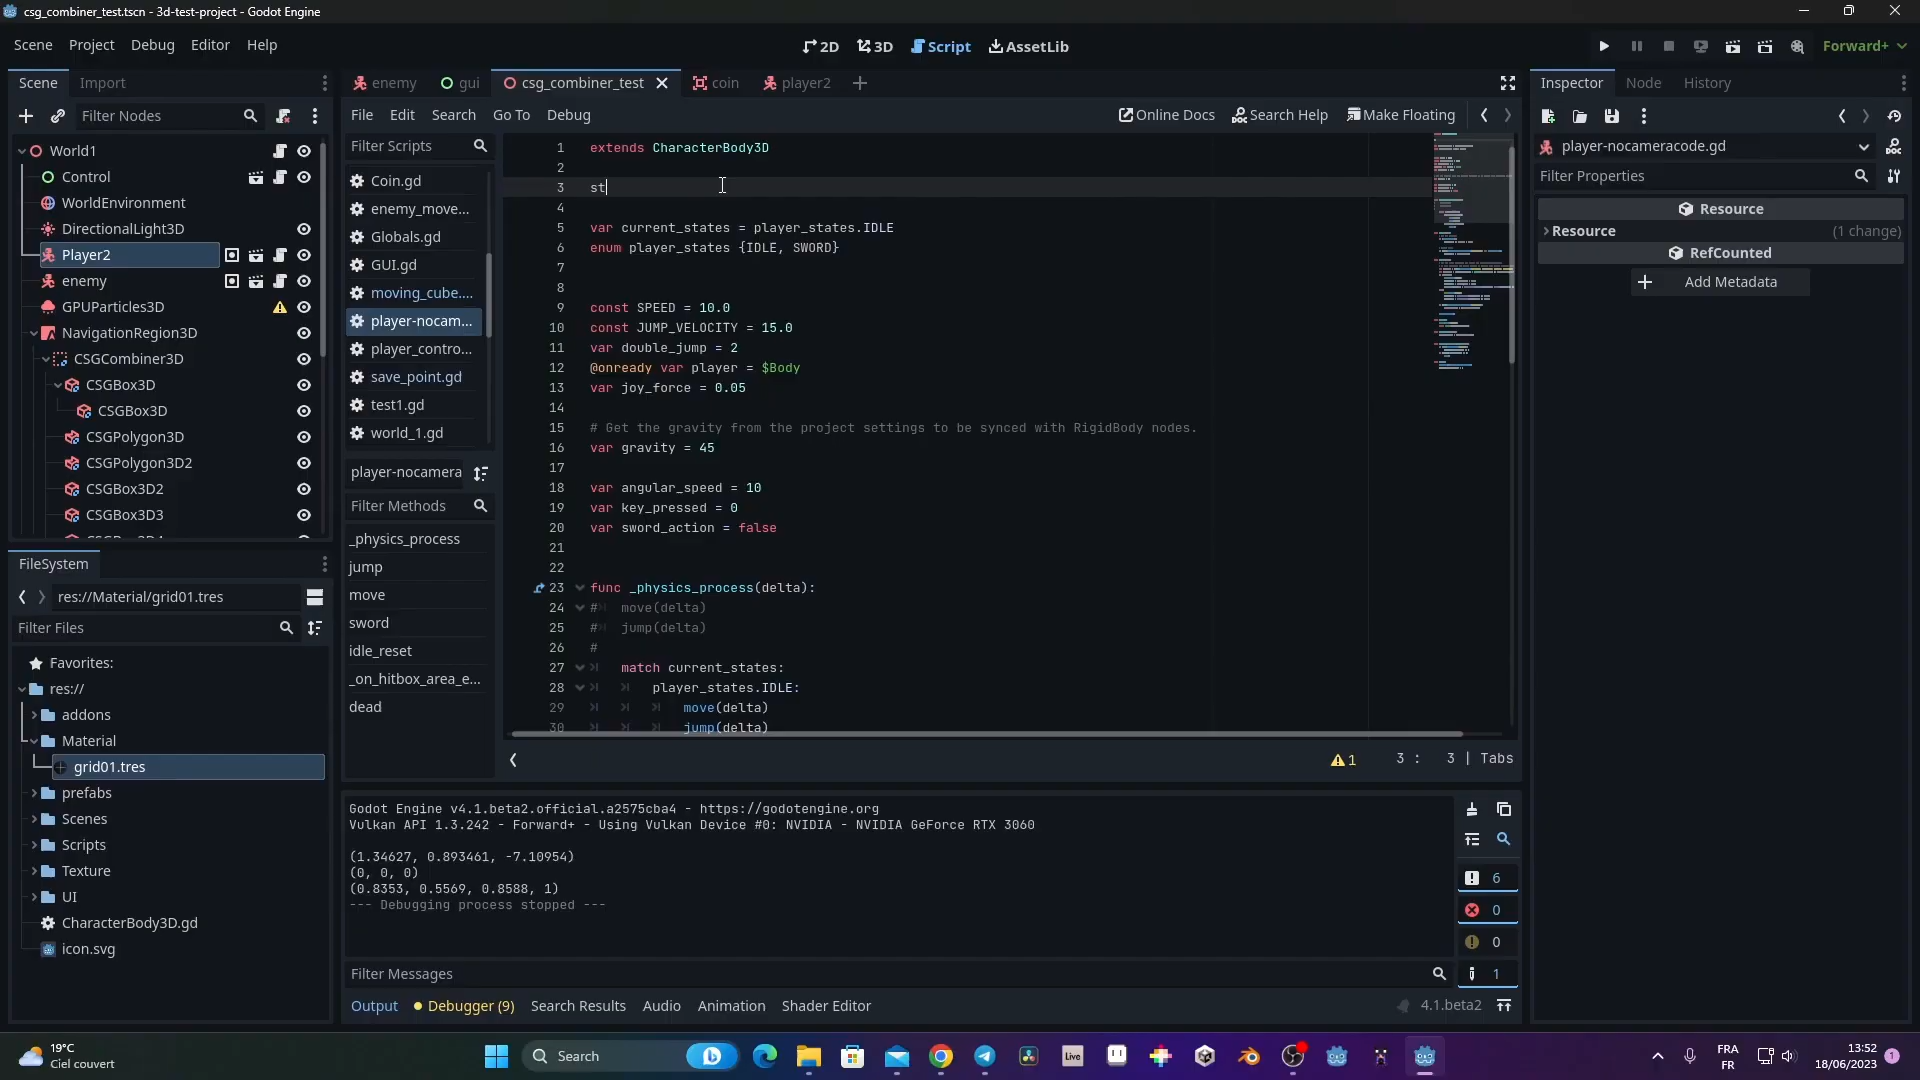 csg_combiner_test.tscn - 3d-test-project - Godot Engine
Scene Project Debug Editor Help
2D 3D Script AssetLib
Forward+
Scene Import
Filter Nodes
World1
Control
WorldEnvironment
DirectionalLight3D
Player2
enemy
GPUParticles3D
NavigationRegion3D
CSGCombiner3D
CSGBox3D
CSGBox3D
CSGPolygon3D
CSGPolygon3D2
CSGBox3D2
CSGBox3D3
FileSystem
res://Material/grid01.tres
Filter Files
Favorites:
res://
addons
Material
grid01.tres
prefabs
Scenes
Scripts
Texture
UI
CharacterBody3D.gd
icon.svg
enemy gui csg_combiner_test coin player2
File Edit Search Go To Debug
Online Docs Search Help Make Floating
Filter Scripts
Coin.gd
enemy_move...
Globals.gd
GUI.gd
moving_cube....
player-nocam...
player_contro...
save_point.gd
test1.gd
world_1.gd
player-nocamera
Filter Methods
_physics_process
jump
move
sword
idle_reset
_on_hitbox_area_e...
dead
1 extends CharacterBody3D
2
3 st
4
5 var current_states = player_states.IDLE
6 enum player_states {IDLE, SWORD}
7
8
9 const SPEED = 10.0
10 const JUMP_VELOCITY = 15.0
11 var double_jump = 2
12 @onready var player = $Body
13 var joy_force = 0.05
14
15 # Get the gravity from the project settings to be synced with RigidBody nodes.
16 var gravity = 45
17
18 var angular_speed = 10
19 var key_pressed = 0
20 var sword_action = false
21
22
23 func _physics_process(delta):
24 # move(delta)
25 # jump(delta)
26 #
27 match current_states:
28 player_states.IDLE:
29 move(delta)
30 jump(delta)
1 3 : 3 | Tabs
Godot Engine v4.1.beta2.official.a2575cba4 - https://godotengine.org
Vulkan API 1.3.242 - Forward+ - Using Vulkan Device #0: NVIDIA - NVIDIA GeForce RTX 3060
(1.34627, 0.893461, -7.10954)
(0, 0, 0)
(0.8353, 0.5569, 0.8588, 1)
--- Debugging process stopped ---
6
0
0
1
Filter Messages
Output Debugger (9) Search Results Audio Animation Shader Editor
4.1.beta2
Inspector Node History
player-nocameracode.gd
Filter Properties
Resource
Resource (1 change)
RefCounted
Add Metadata
19°C
Ciel couvert
Search
Live
FRA
FR
13:52
18/06/2023
1